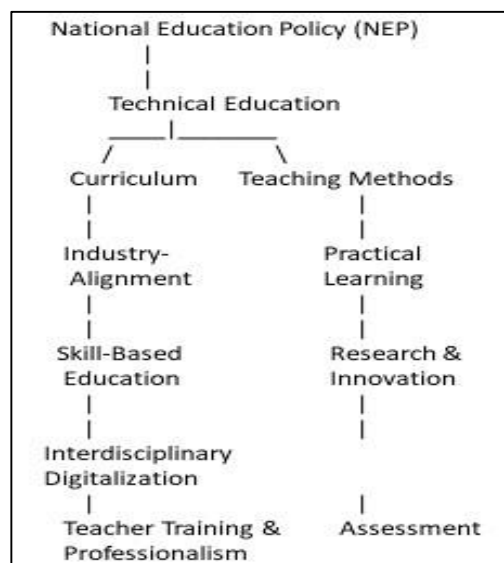 National Education Policy (NEP)
Technical Education
Curriculum Teaching Methods
Industry- Practical
Alignment Learning
Skill-Based Research &
Education Innovation
Interdisciplinary
Digitalization
Teacher Training & Assessment
Professionalism